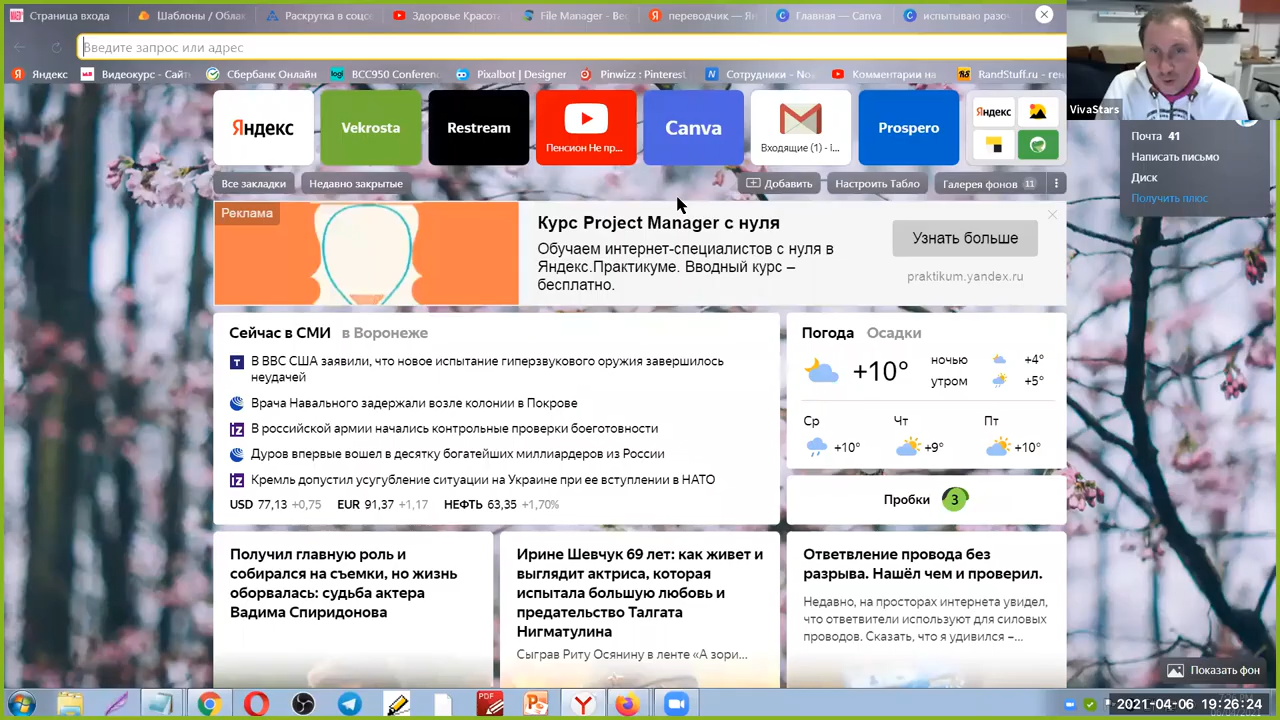 Страница входа
Шаблоны / Облак
Раскрутка в соцс
Здоровье Красота
File Manager - Вег
переводчик — Ян
Главная — Canva
испытываю разоч
Введите запрос или адрес
Яндекс
Видеокурс - Сайт
Сбербанк Онлайн
BCC950 Conferenc
Pixalbot | Designer
Pinwizz : Pinterest
Сотрудники – No
Комментарии на
RandStuff.ru - ген
VivaStars
Яндекс
Vekrosta
Restream
Пенсион Не пр...
Canva
Входящие (1) - i...
Prospero
Яндекс
Почта 41
Написать письмо
Диск
Получить плюс
Все закладки
Недавно закрытые
Добавить
Настроить Табло
Галерея фонов 11
Реклама
Курс Project Manager с нуля
Обучаем интернет-специалистов с нуля в
Яндекс.Практикуме. Вводный курс –
бесплатно.
Узнать больше
praktikum.yandex.ru
Сейчас в СМИ в Воронеже
В ВВС США заявили, что новое испытание гиперзвукового оружия завершилось
неудачей
Врача Навального задержали возле колонии в Покрове
В российской армии начались контрольные проверки боеготовности
Дуров впервые вошел в десятку богатейших миллиардеров из России
Кремль допустил усугубление ситуации на Украине при ее вступлении в НАТО
USD 77,13 +0,75 EUR 91,37 +1,17 НЕФТЬ 63,35 +1,70%
Погода Осадки
+10° ночью +4°
утром +5°
Ср Чт Пт
+10° +9° +10°
Пробки 3
Получил главную роль и
собирался на съемки, но жизнь
оборвалась: судьба актера
Вадима Спиридонова
Ирине Шевчук 69 лет: как живет и
выглядит актриса, которая
испытала большую любовь и
предательство Талгата
Нигматулина
Сыграв Риту Осянину в ленте «А зори...
Ответвление провода без
разрыва. Нашёл чем и проверил.
Недавно, на просторах интернета увидел,
что ответвители используют для силовых
проводов. Сказать, что я удивился –...
Показать фон
PDF
2021-04-06 19:26:24